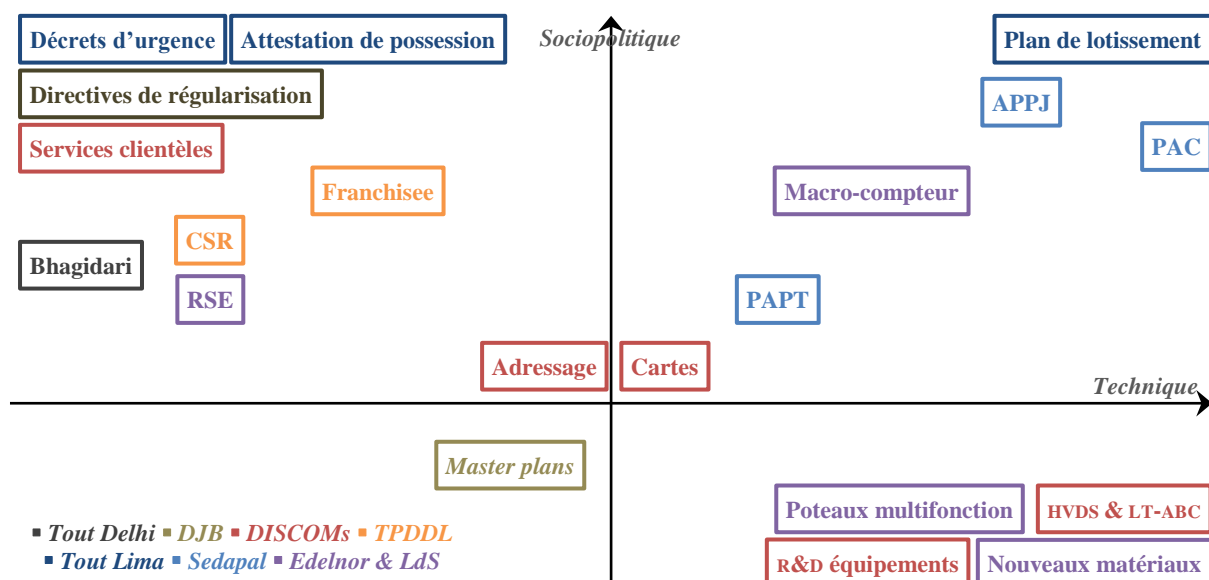 Décrets d'urgence Attestation de possession Sociopolitique Plan de lotissement
Directives de régularisation APPJ
Services clientèles PAC
Franchisee Macro-compteur
CSR
Bhagidari
RSE PAPT
Adressage Cartes
Technique
Master plans
Poteaux multifonction HVDS & LT-ABC
▪ Tout Delhi ▪ DJB ▪ DISCOMs ▪ TPDDL
▪ Tout Lima ▪ Sedapal ▪ Edelnor & LdS
R&D équipements Nouveaux matériaux